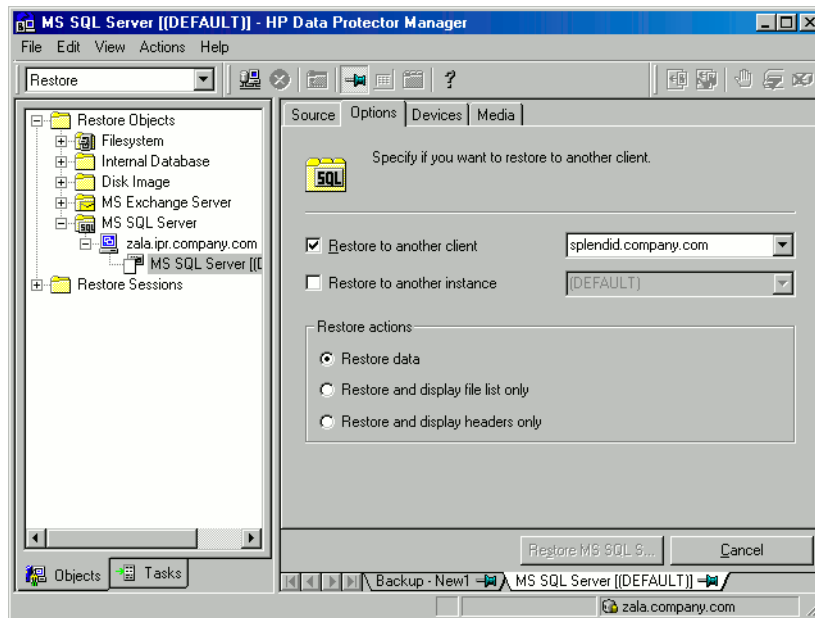 MS SQL Server [(DEFAULT)] - HP Data Protector Manager
File Edit View Actions Help
Restore
Restore Objects
Filesystem
Internal Database
Disk Image
MS Exchange Server
MS SQL Server
zala.ipr.company.com
MS SQL Server [(D
Restore Sessions
Objects
Tasks
Source Options Devices Media
Specify if you want to restore to another client.
SQL
Restore to another client
splendid.company.com
Restore to another instance
(DEFAULT)
Restore actions
Restore data
Restore and display file list only
Restore and display headers only
Restore MS SQL S...
Cancel
Backup - New1
MS SQL Server [(DEFAULT)]
zala.company.com